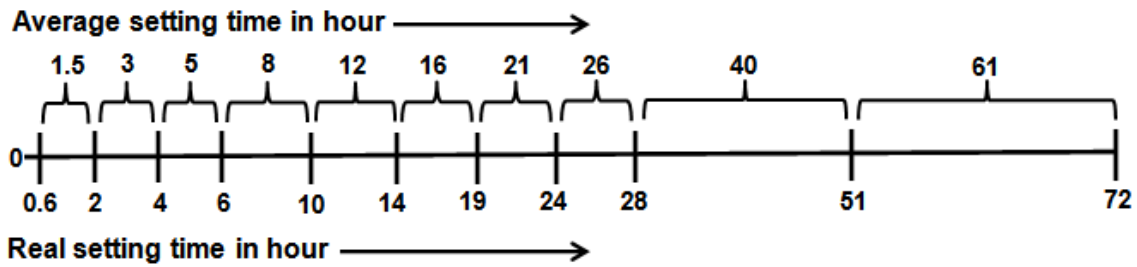 Average setting time in hour
1.5 3 5 8 12 16 21 26 40 61
0
0.6 2 4 6 10 14 19 24 28 51 72
Real setting time in hour